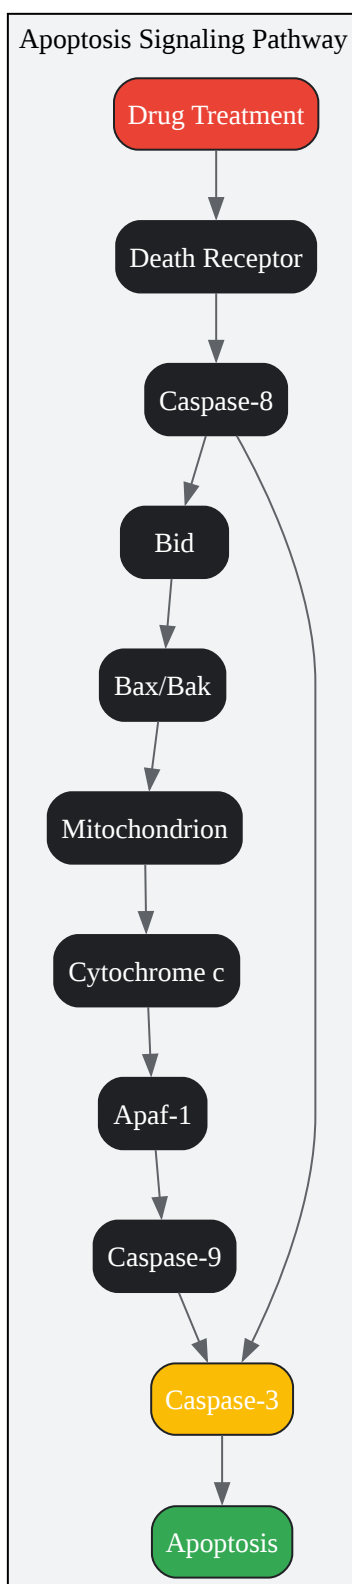 Apoptosis Signaling Pathway
Drug Treatment
Death Receptor
Caspase-8
Bid
Bax/Bak
Mitochondrion
Cytochrome c
Apaf-1
Caspase-9
Caspase-3
Apoptosis